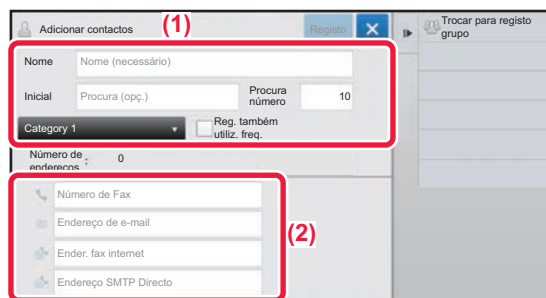 Adicionar contactos
(1)
Registo
Trocar para registo
grupo
Nome
Nome (necessário)
Inicial
Procura (opç.)
Procura
número
10
Category 1
Reg. também
utiliz. freq.
Número de
endereços
:
0
Número de Fax
Endereço de e-mail
(2)
Ender. fax internet
Endereço SMTP Directo